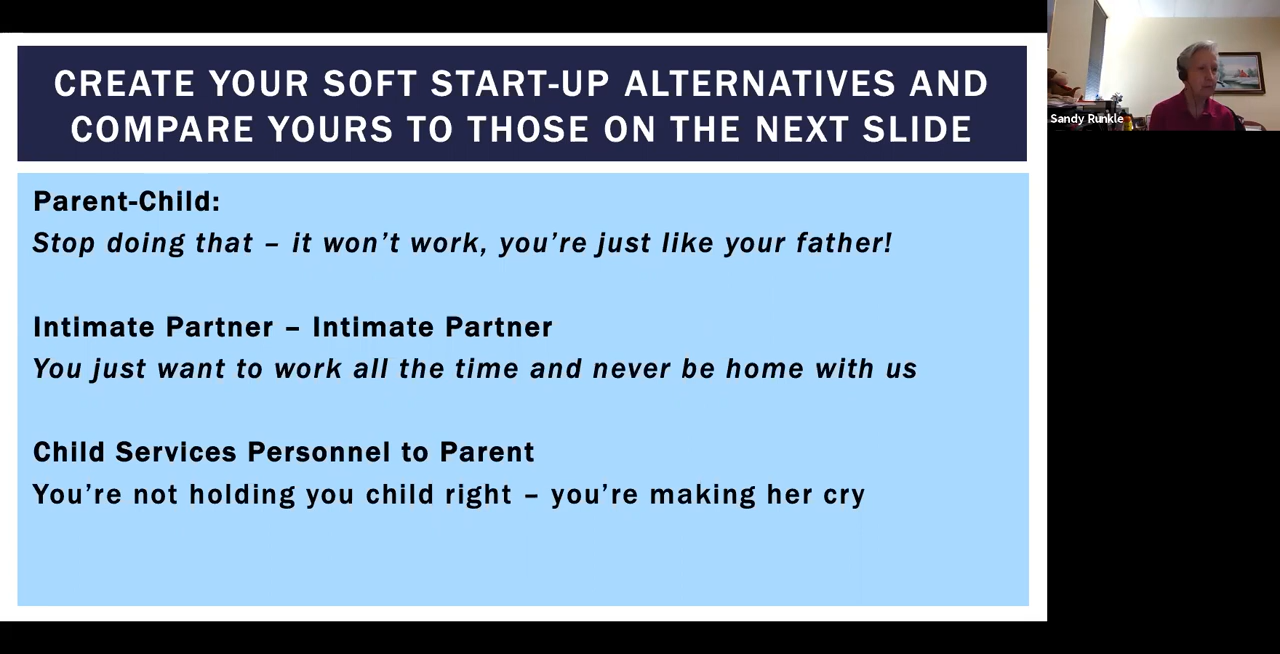 CREATE YOUR SOFT START-UP ALTERNATIVES AND
COMPARE YOURS TO THOSE ON THE NEXT SLIDE
Sandy Runkle
Parent-Child:
Stop doing that – it won't work, you're just like your father!
Intimate Partner – Intimate Partner
You just want to work all the time and never be home with us
Child Services Personnel to Parent
You're not holding you child right – you're making her cry